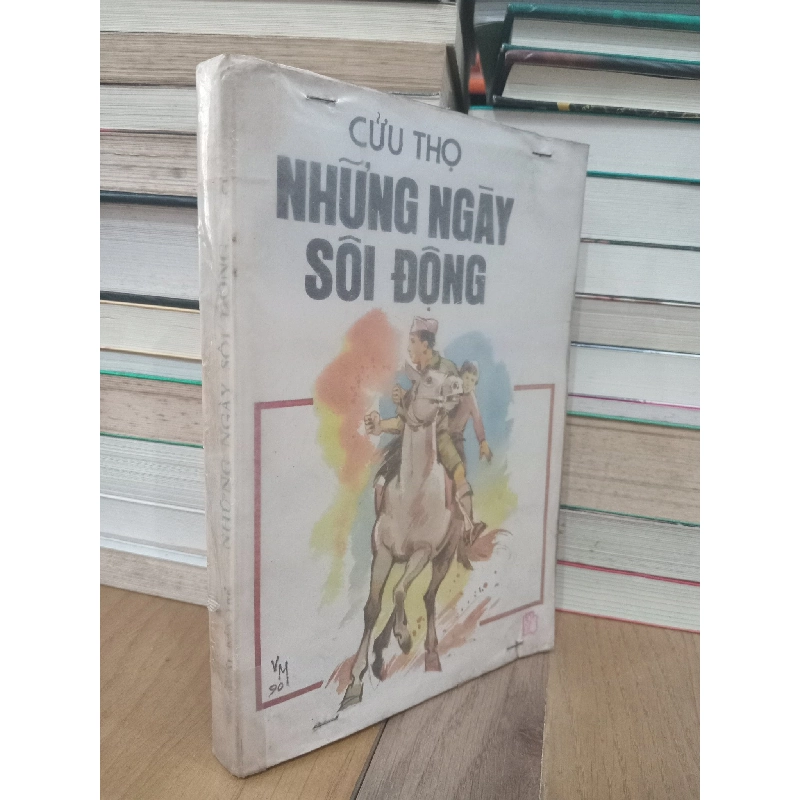 CỬU THỌ
NHỮNG NGÀY
SÔI ĐỘNG
VM
90
NHỮNG NGÀY SÔI ĐỘNG